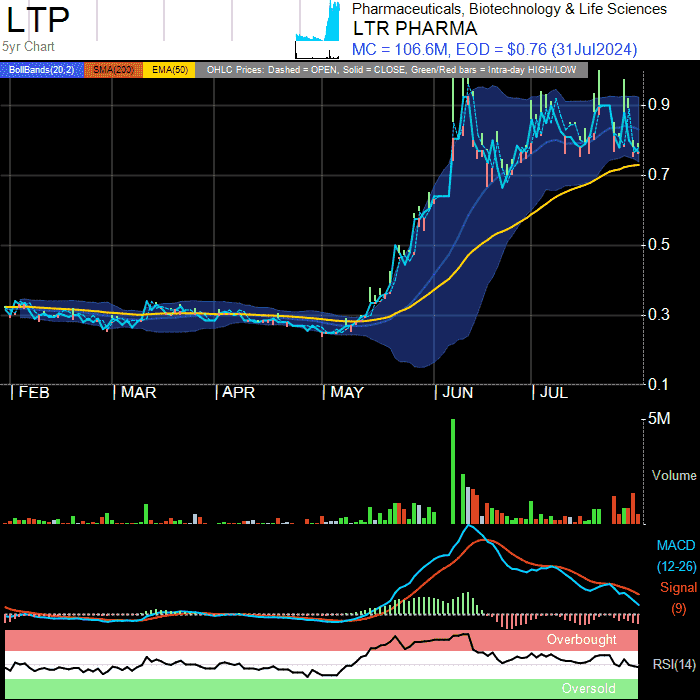 LTP
5yr Chart
Pharmaceuticals, Biotechnology & Life Sciences
LTR PHARMA
MC = 106.6M, EOD = $0.76 (31Jul2024)
BollBands(20,2) SMA(200) EMA(50) OHLC Prices: Dashed = OPEN, Solid = CLOSE, Green/Red bars = Intra-day HIGH/LOW
0.9
0.7
0.5
0.3
0.1
FEB MAR APR MAY JUN JUL
5M
Volume
MACD
(12-26)
Signal
(9)
Overbought
RSI(14)
Oversold